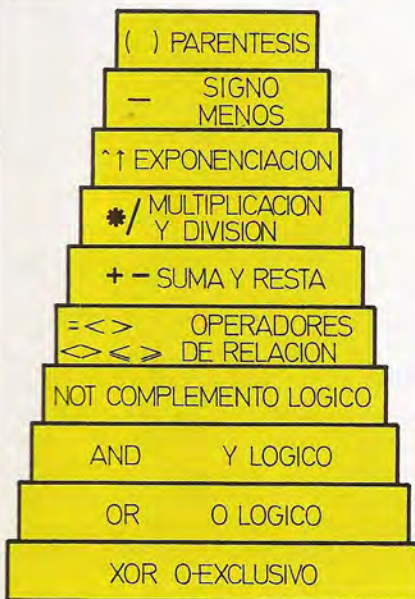 ( ) PARENTESIS
— SIGNO
MENOS
^↑ EXPONENCIACION
*/ MULTIPLICACION
Y DIVISION
+ - SUMA Y RESTA
=<> OPERADORES
<> ⩽ ⩾ DE RELACION
NOT COMPLEMENTO LOGICO
AND Y LOGICO
OR O LOGICO
XOR O-EXCLUSIVO